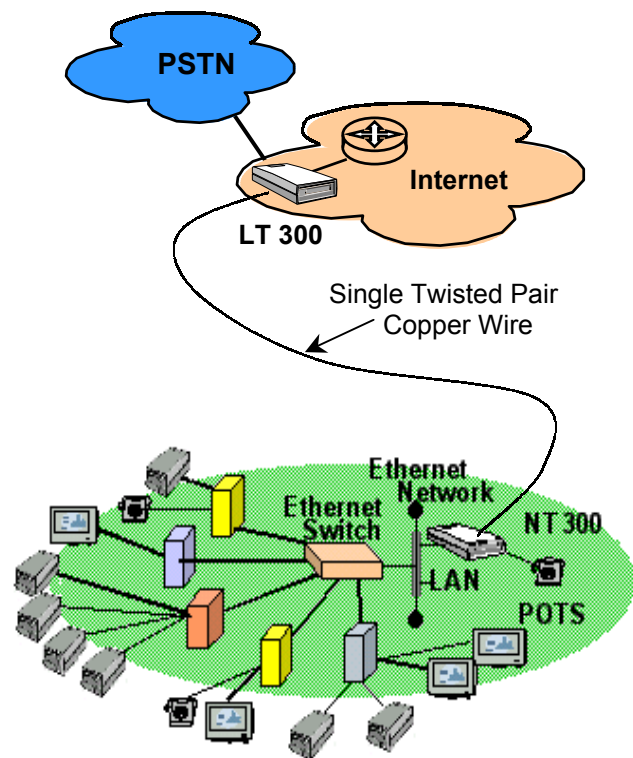 PSTN
Internet
LT 300
Single Twisted Pair
Copper Wire
Ethernet
Network
Ethernet
Switch
NT 300
LAN
POTS